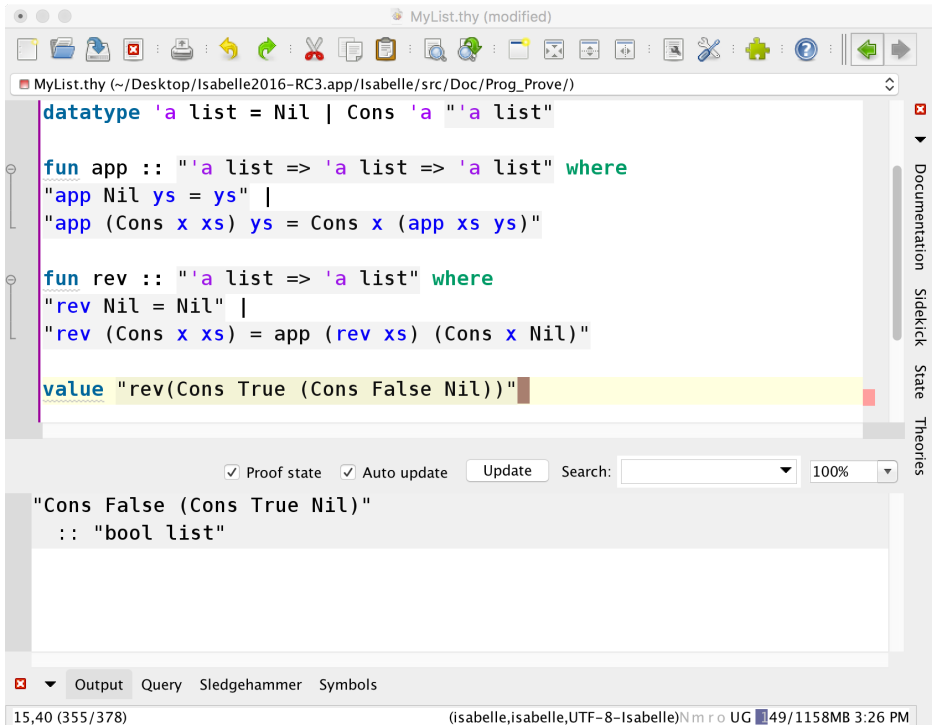 MyList.thy (modified)
MyList.thy (~/Desktop/Isabelle2016-RC3.app/Isabelle/src/Doc/Prog_Prove/)
datatype 'a list = Nil | Cons 'a "'a list"
fun app :: "'a list => 'a list => 'a list" where
"app Nil ys = ys" |
"app (Cons x xs) ys = Cons x (app xs ys)"
fun rev :: "'a list => 'a list" where
"rev Nil = Nil" |
"rev (Cons x xs) = app (rev xs) (Cons x Nil)"
value "rev(Cons True (Cons False Nil))"
Documentation
Sidekick
State
Theories
Proof state Auto update Update Search: 100%
"Cons False (Cons True Nil)"
:: "bool list"
Output Query Sledgehammer Symbols
15,40 (355/378) (isabelle,isabelle,UTF-8-Isabelle)N m r o UG 149/1158MB 3:26 PM